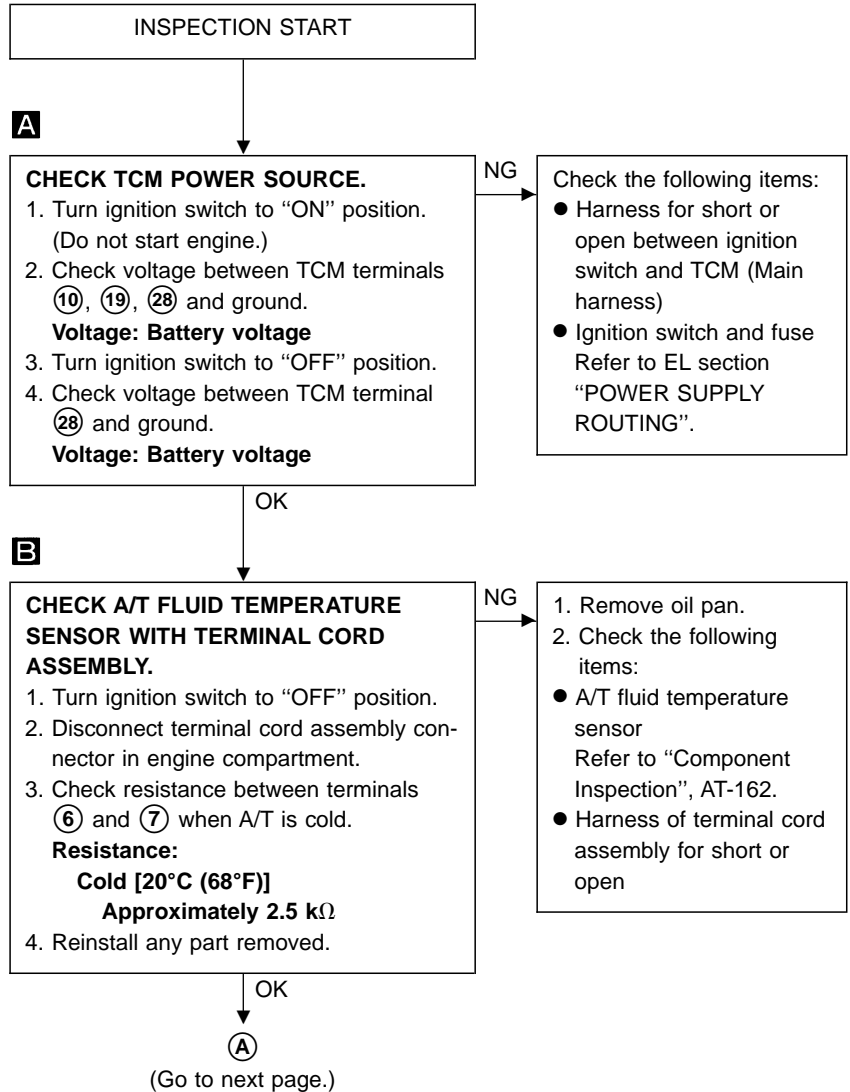 INSPECTION START
A
CHECK TCM POWER SOURCE.
1. Turn ignition switch to ‘‘ON’’ position.
(Do not start engine.)
2. Check voltage between TCM terminals
⑩, ⑲, ㉘ and ground.
Voltage: Battery voltage
3. Turn ignition switch to ‘‘OFF’’ position.
4. Check voltage between TCM terminal
㉘ and ground.
Voltage: Battery voltage
NG
Check the following items:
● Harness for short or
open between ignition
switch and TCM (Main
harness)
● Ignition switch and fuse
Refer to EL section
‘‘POWER SUPPLY
ROUTING’’.
OK
B
CHECK A/T FLUID TEMPERATURE
SENSOR WITH TERMINAL CORD
ASSEMBLY.
1. Turn ignition switch to ‘‘OFF’’ position.
2. Disconnect terminal cord assembly con-
nector in engine compartment.
3. Check resistance between terminals
⑥ and ⑦ when A/T is cold.
Resistance:
Cold [20°C (68°F)]
Approximately 2.5 kΩ
4. Reinstall any part removed.
NG
1. Remove oil pan.
2. Check the following
items:
● A/T fluid temperature
sensor
Refer to ‘‘Component
Inspection’’, AT-162.
● Harness of terminal cord
assembly for short or
open
OK
Ⓐ
(Go to next page.)